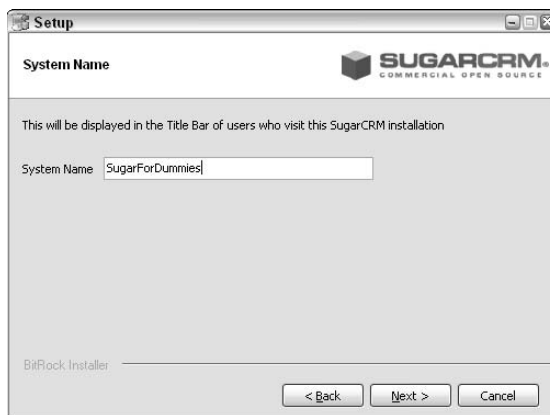 Setup
System Name
SUGARCRM.
COMMERCIAL OPEN SOURCE
This will be displayed in the Title Bar of users who visit this SugarCRM installation
System Name SugarForDummies
BitRock Installer
< Back Next > Cancel